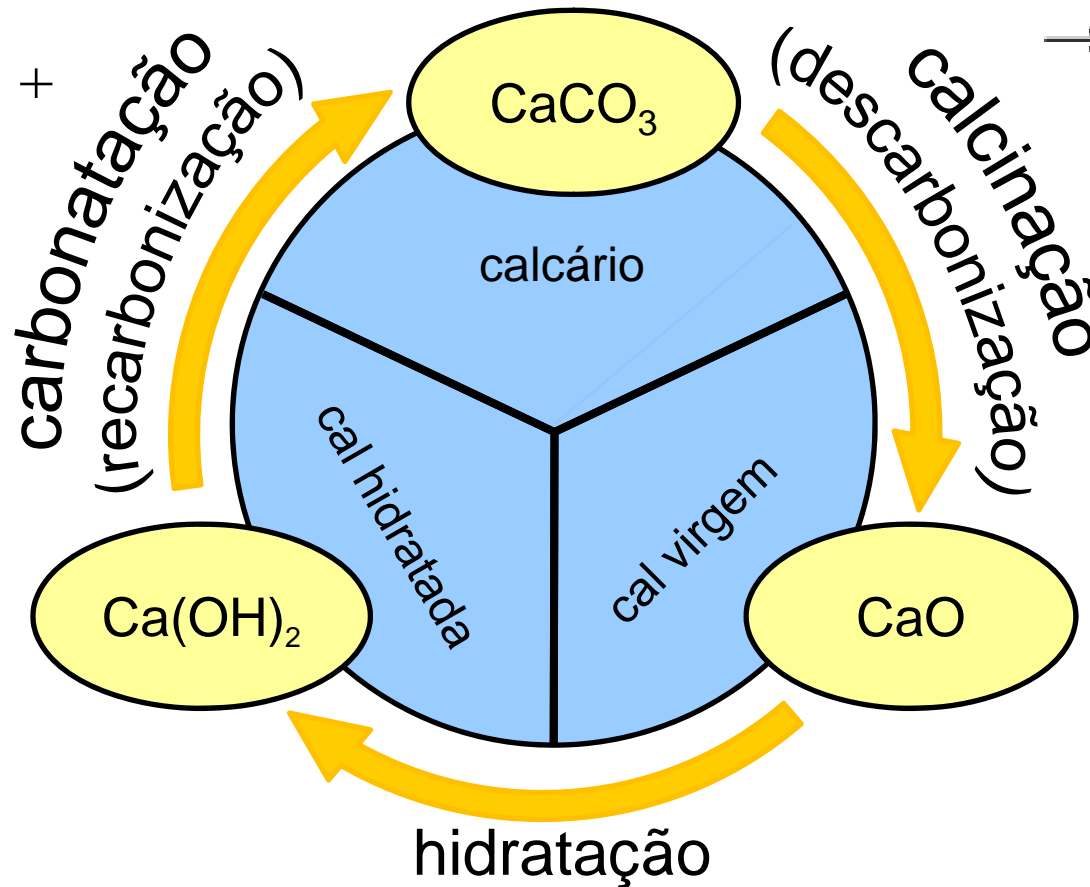 +
carbonatação
(recarbonização)
CaCO₃
calcinação
(descarbonização)
calcário
cal hidratada
cal virgem
Ca(OH)₂
CaO
hidratação